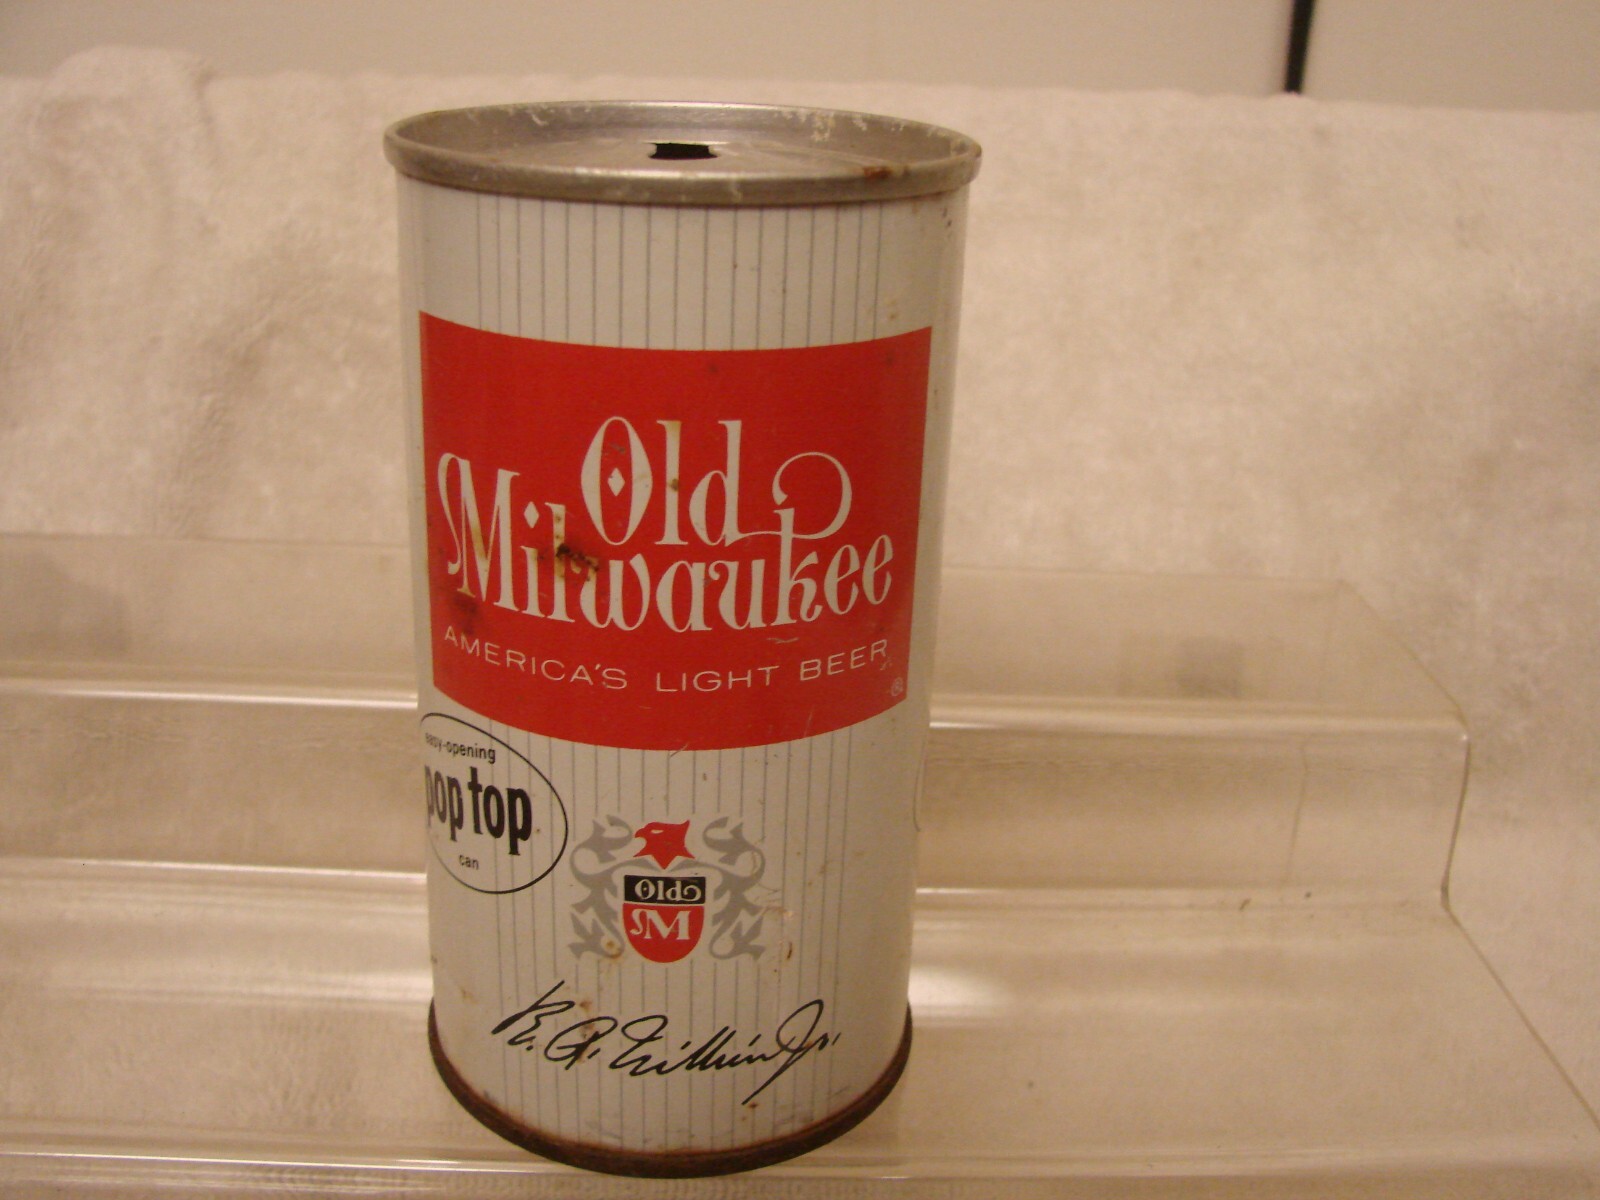 Old
Milwaukee
AMERICA'S LIGHT BEER
®
easy-opening
pop top
can
Old
M